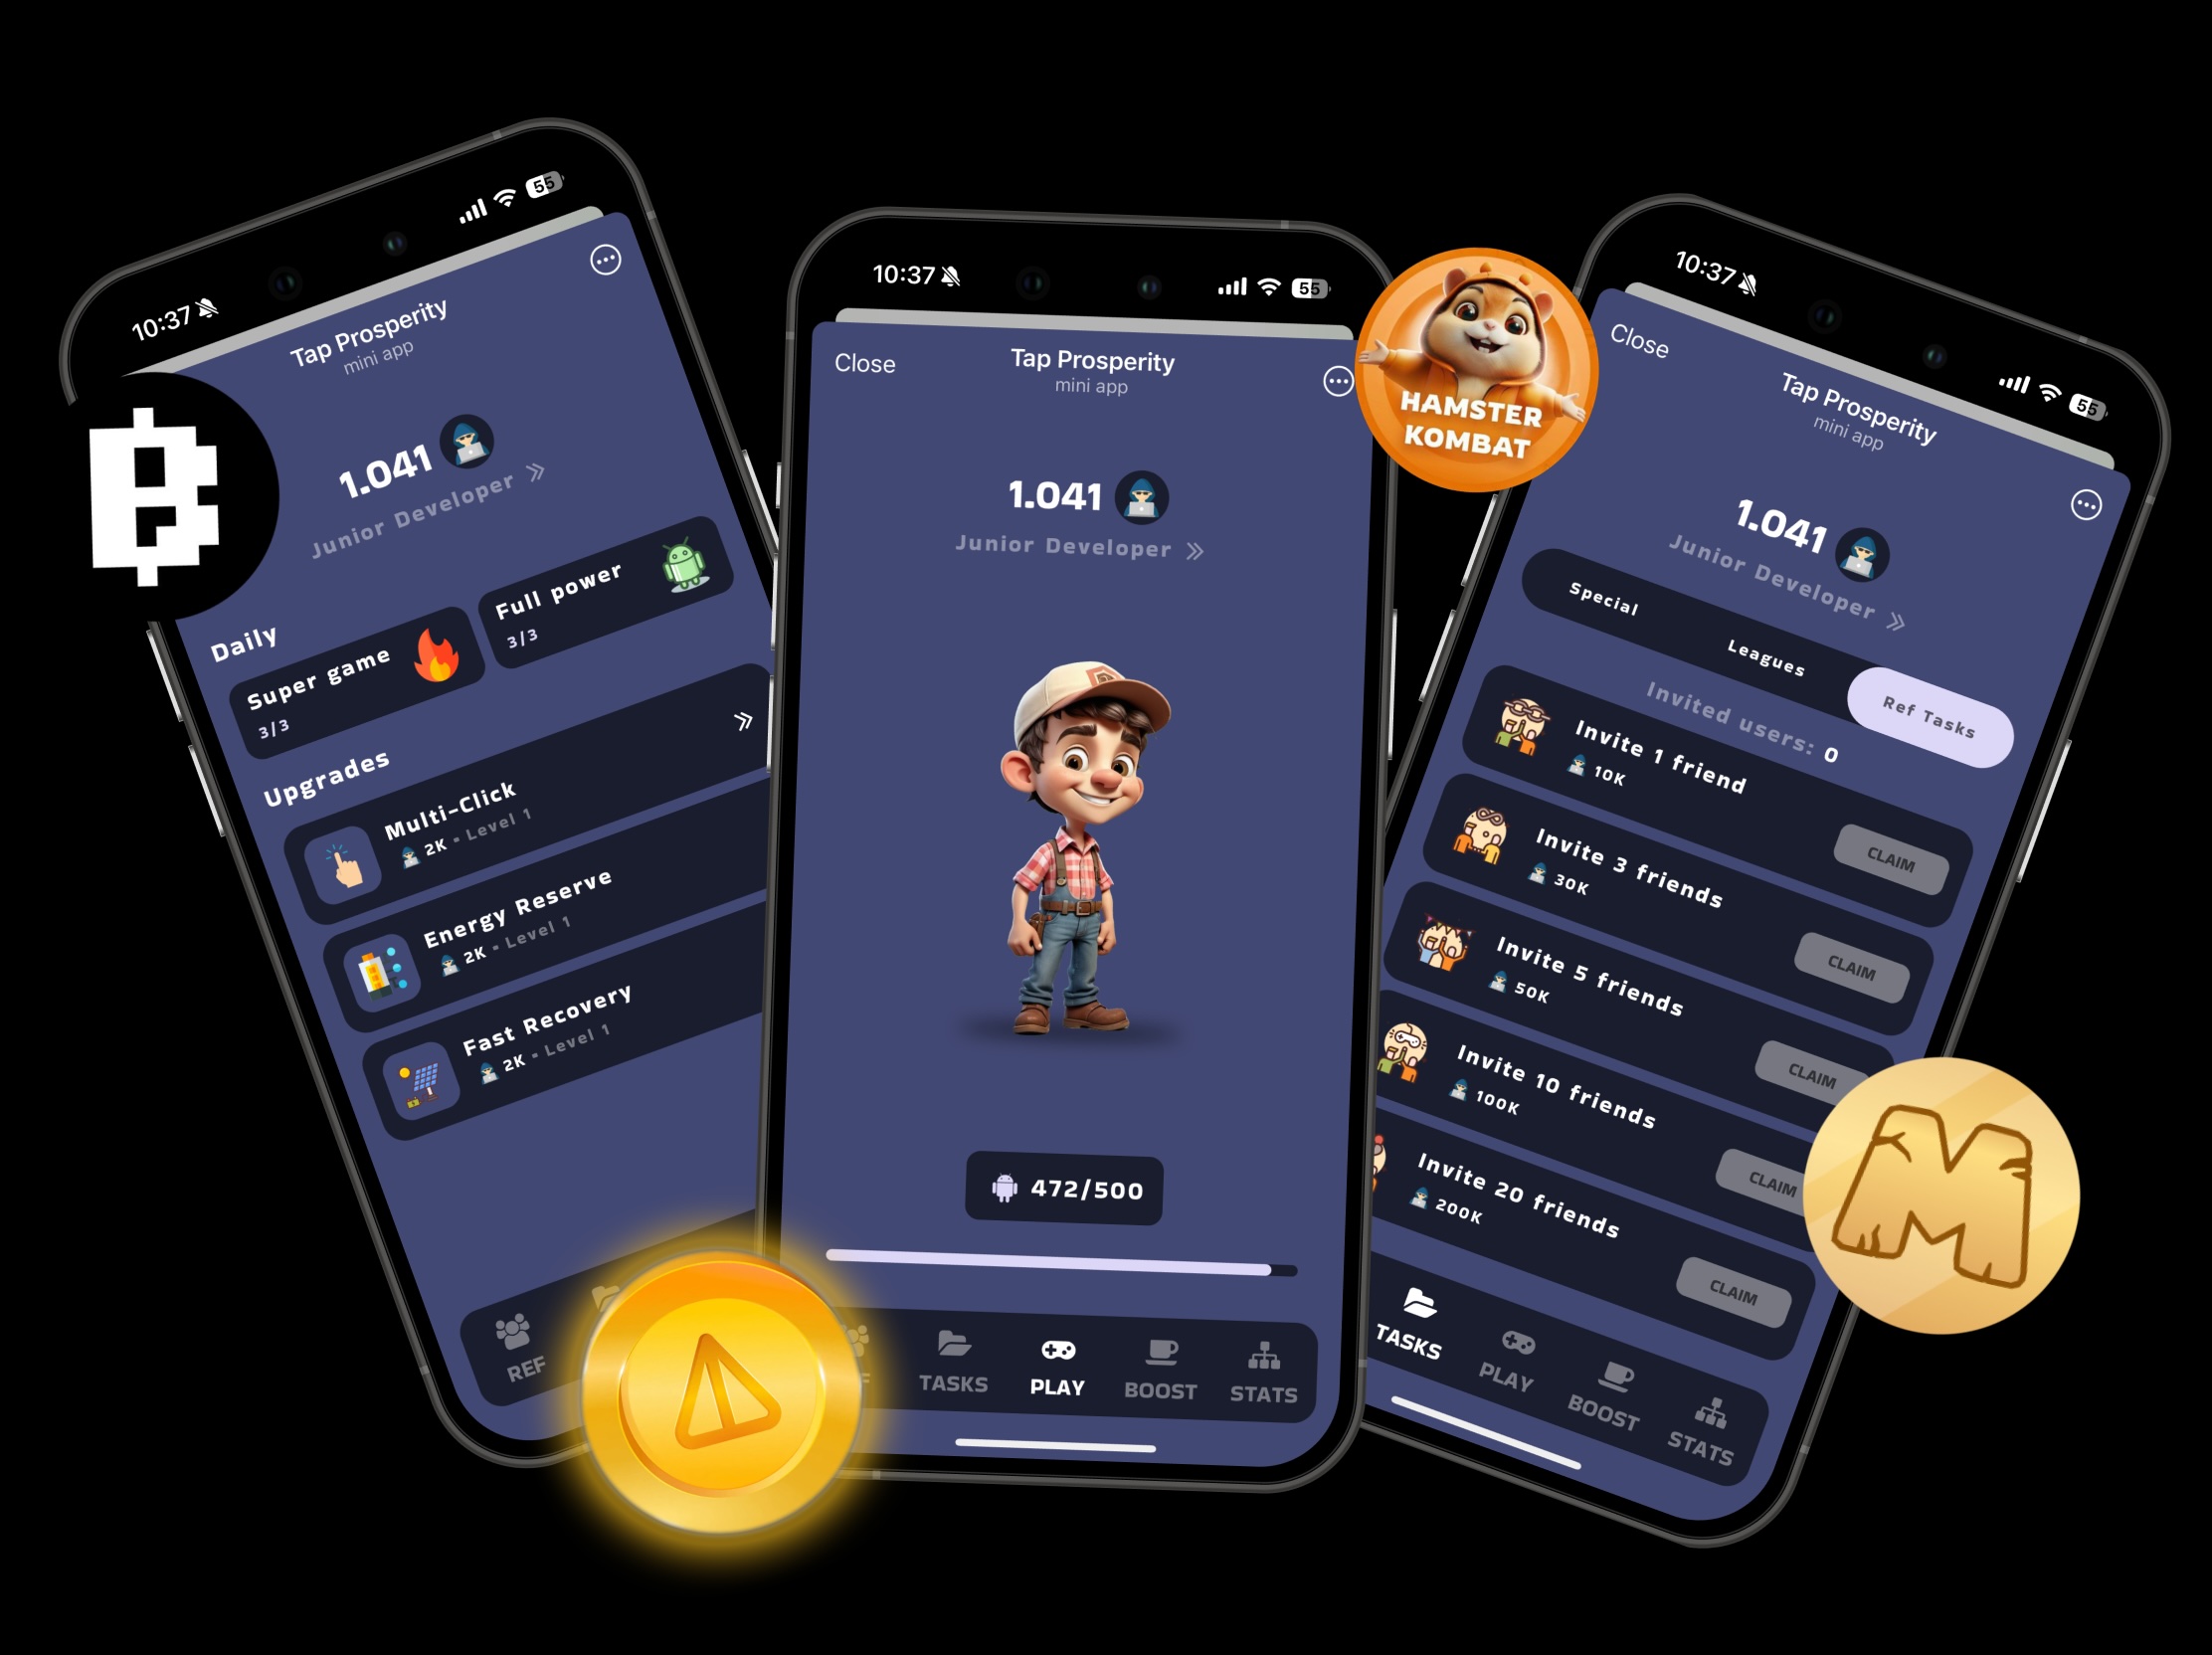 10:37
55
Tap Prosperity
mini app
1.041
Junior Developer
Daily
Super game
3/3
Full power
3/3
Upgrades
Multi-Click
2K • Level 1
Energy Reserve
2K • Level 1
Fast Recovery
2K • Level 1
REF
10:37
55
Close
Tap Prosperity
mini app
1.041
Junior Developer
472/500
TASKS
PLAY
BOOST
STATS
HAMSTER
KOMBAT
10:37
55
Close
Tap Prosperity
mini app
1.041
Junior Developer
Special
Leagues
Ref Tasks
Invited users: 0
Invite 1 friend
10K
CLAIM
Invite 3 friends
30K
CLAIM
Invite 5 friends
50K
CLAIM
Invite 10 friends
100K
CLAIM
Invite 20 friends
200K
CLAIM
TASKS
PLAY
BOOST
STATS
M